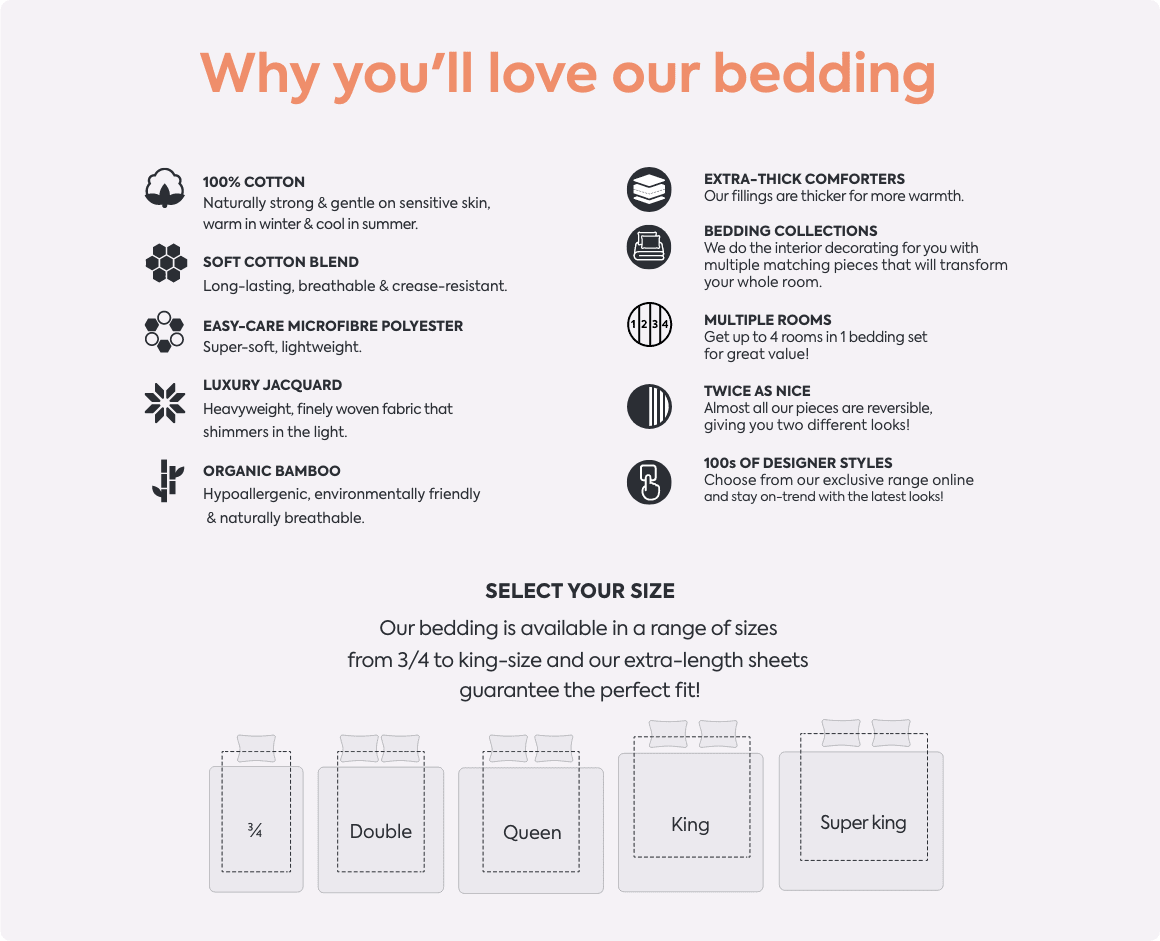 Why you'll love our bedding
100% COTTON
Naturally strong & gentle on sensitive skin,
warm in winter & cool in summer.
SOFT COTTON BLEND
Long-lasting, breathable & crease-resistant.
EASY-CARE MICROFIBRE POLYESTER
Super-soft, lightweight.
LUXURY JACQUARD
Heavyweight, finely woven fabric that
shimmers in the light.
ORGANIC BAMBOO
Hypoallergenic, environmentally friendly
& naturally breathable.
EXTRA-THICK COMFORTERS
Our fillings are thicker for more warmth.
BEDDING COLLECTIONS
We do the interior decorating for you with
multiple matching pieces that will transform
your whole room.
1 2 3 4
MULTIPLE ROOMS
Get up to 4 rooms in 1 bedding set
for great value!
TWICE AS NICE
Almost all our pieces are reversible,
giving you two different looks!
100s OF DESIGNER STYLES
Choose from our exclusive range online
and stay on-trend with the latest looks!
SELECT YOUR SIZE
Our bedding is available in a range of sizes
from 3/4 to king-size and our extra-length sheets
guarantee the perfect fit!
¾
Double
Queen
King
Super king